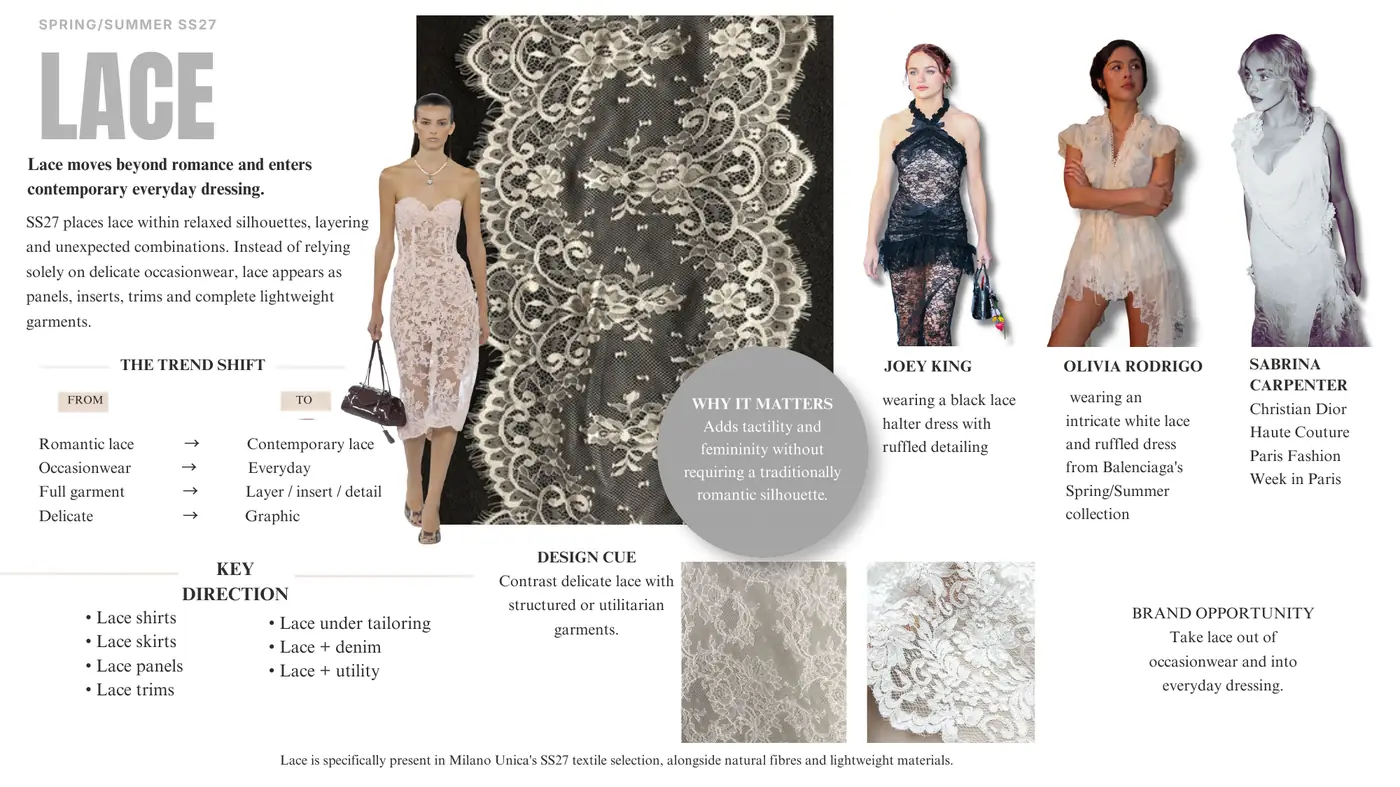 SPRING/SUMMER SS27
LACE
Lace moves beyond romance and enters
contemporary everyday dressing.
SS27 places lace within relaxed silhouettes, layering
and unexpected combinations. Instead of relying
solely on delicate occasionwear, lace appears as
panels, inserts, trims and complete lightweight
garments.
THE TREND SHIFT
FROM
TO
Romantic lace → Contemporary lace
Occasionwear → Everyday
Full garment → Layer / insert / detail
Delicate → Graphic
KEY
DIRECTION
• Lace shirts
• Lace skirts
• Lace panels
• Lace trims
• Lace under tailoring
• Lace + denim
• Lace + utility
WHY IT MATTERS
Adds tactility and
femininity without
requiring a traditionally
romantic silhouette.
DESIGN CUE
Contrast delicate lace with
structured or utilitarian
garments.
JOEY KING
wearing a black lace
halter dress with
ruffled detailing
OLIVIA RODRIGO
wearing an
intricate white lace
and ruffled dress
from Balenciaga's
Spring/Summer
collection
SABRINA
CARPENTER
Christian Dior
Haute Couture
Paris Fashion
Week in Paris
BRAND OPPORTUNITY
Take lace out of
occasionwear and into
everyday dressing.
Lace is specifically present in Milano Unica's SS27 textile selection, alongside natural fibres and lightweight materials.